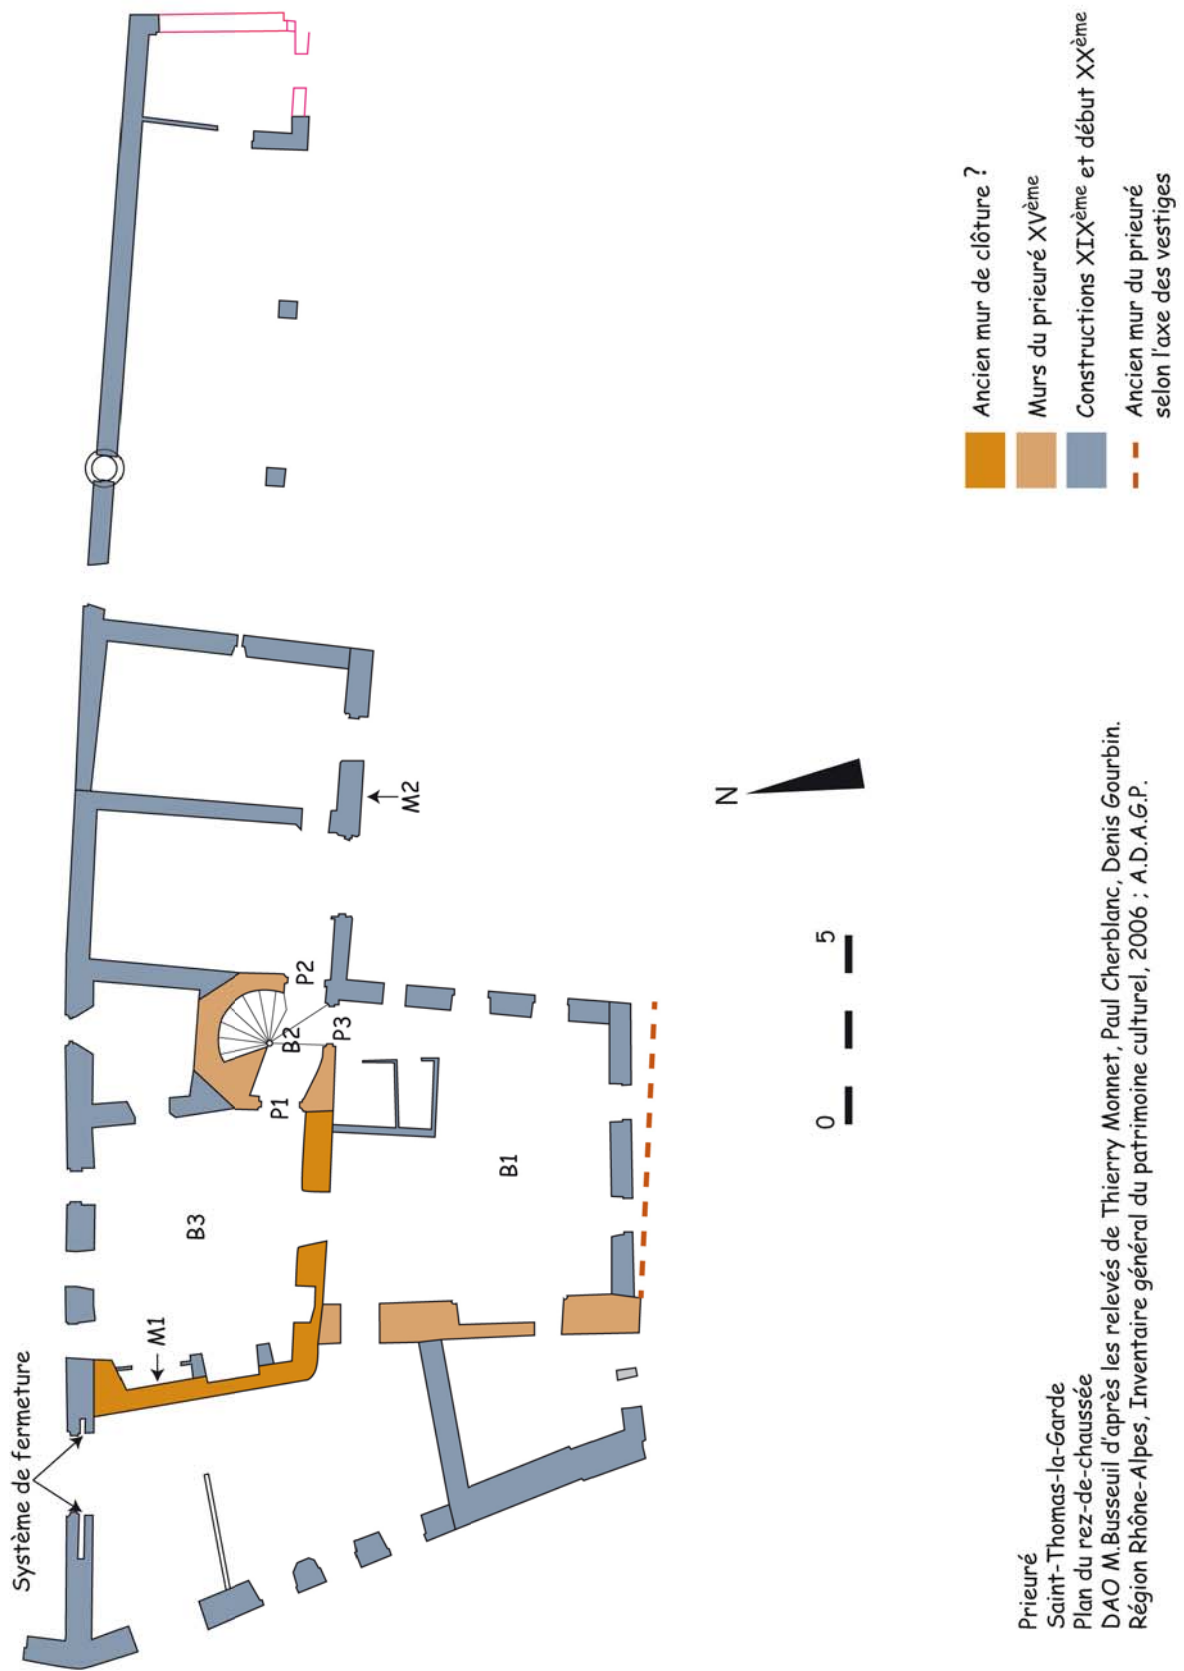 Système de fermeture
M1
B3
P1
B2
P2
P3
B1
M2
N
0
5
Ancien mur de clôture ?
Murs du prieuré XVème
Constructions XIXème et début XXème
Ancien mur du prieuré
selon l'axe des vestiges
Prieuré
Saint-Thomas-la-Garde
Plan du rez-de-chaussée
DAO M.Busseuil d'après les relevés de Thierry Monnet, Paul Cherblanc, Denis Gourbin.
Région Rhône-Alpes, Inventaire général du patrimoine culturel, 2006 ; A.D.A.G.P.